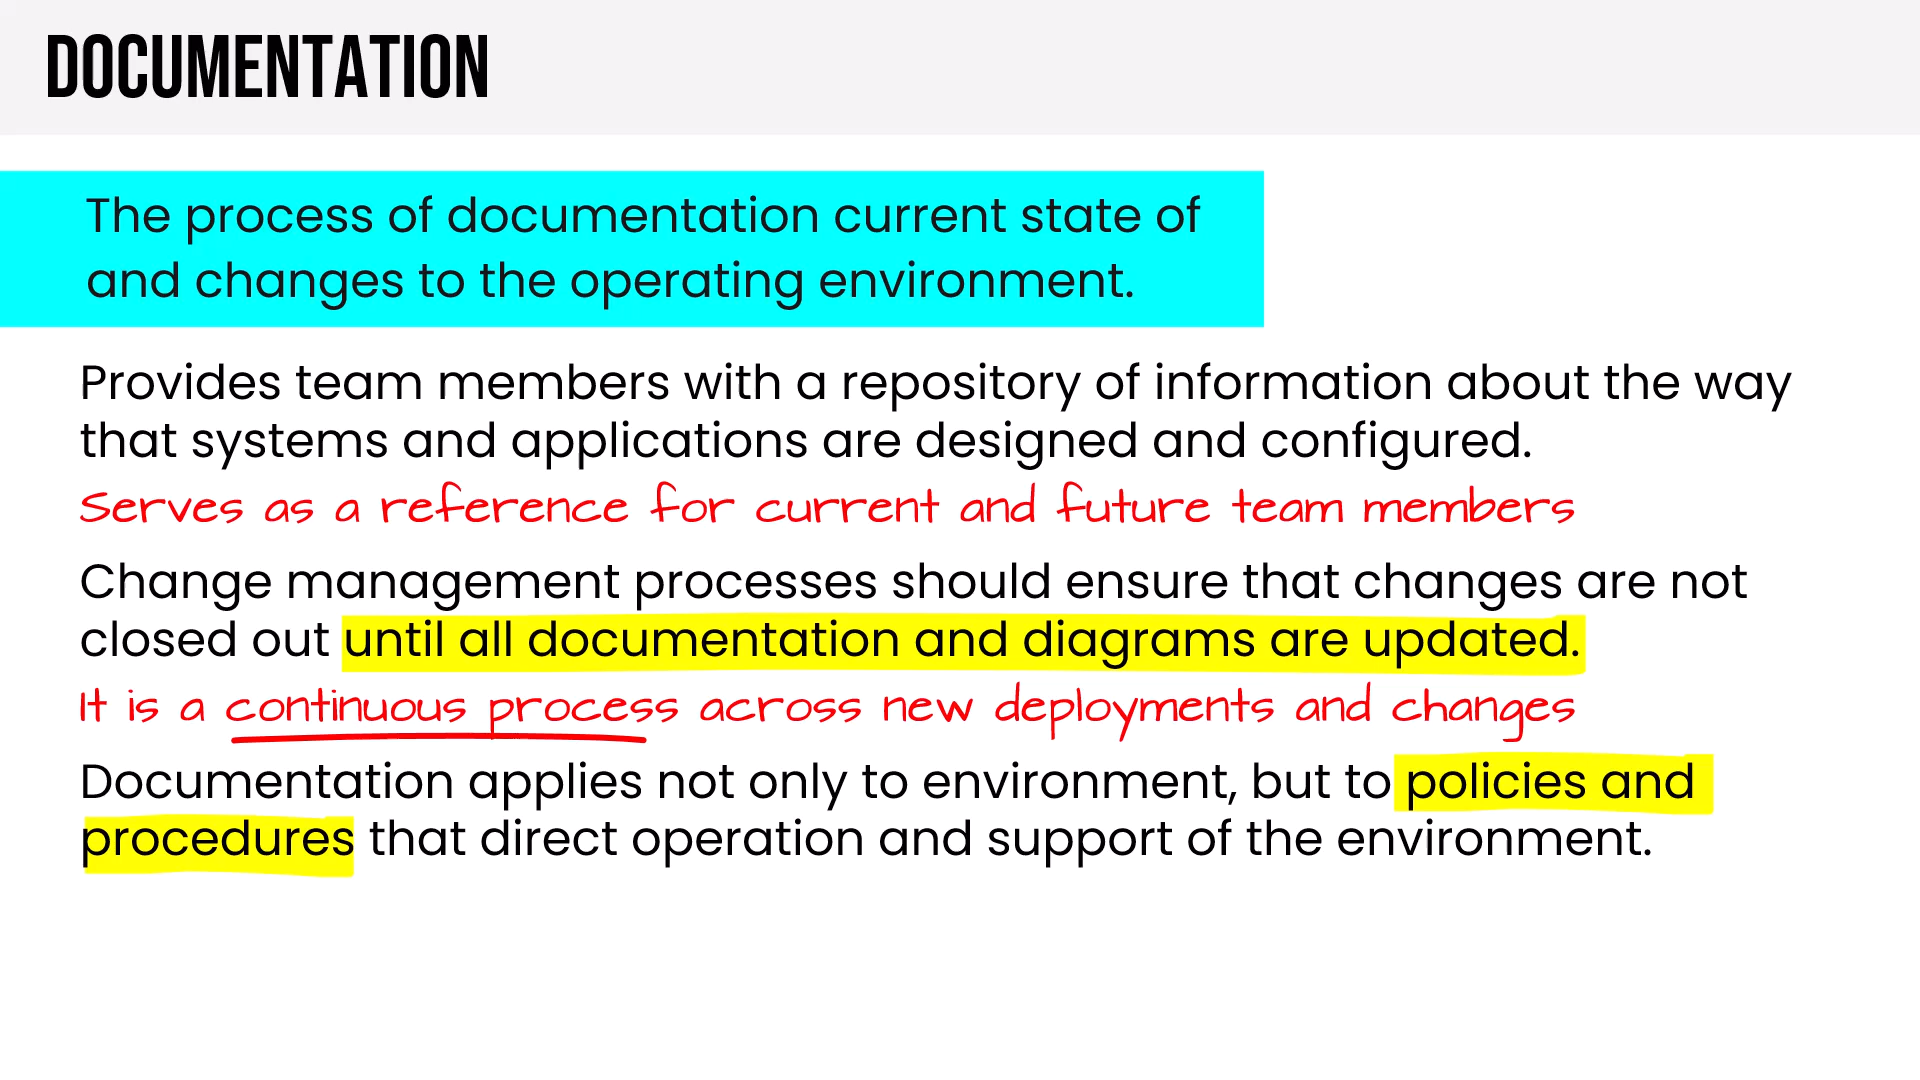 DOCUMENTATION
The process of documentation current state of
and changes to the operating environment.
Provides team members with a repository of information about the way
that systems and applications are designed and configured.
Serves as a reference for current and future team members
Change management processes should ensure that changes are not
closed out until all documentation and diagrams are updated.
It is a continuous process across new deployments and changes
Documentation applies not only to environment, but to policies and
procedures that direct operation and support of the environment.